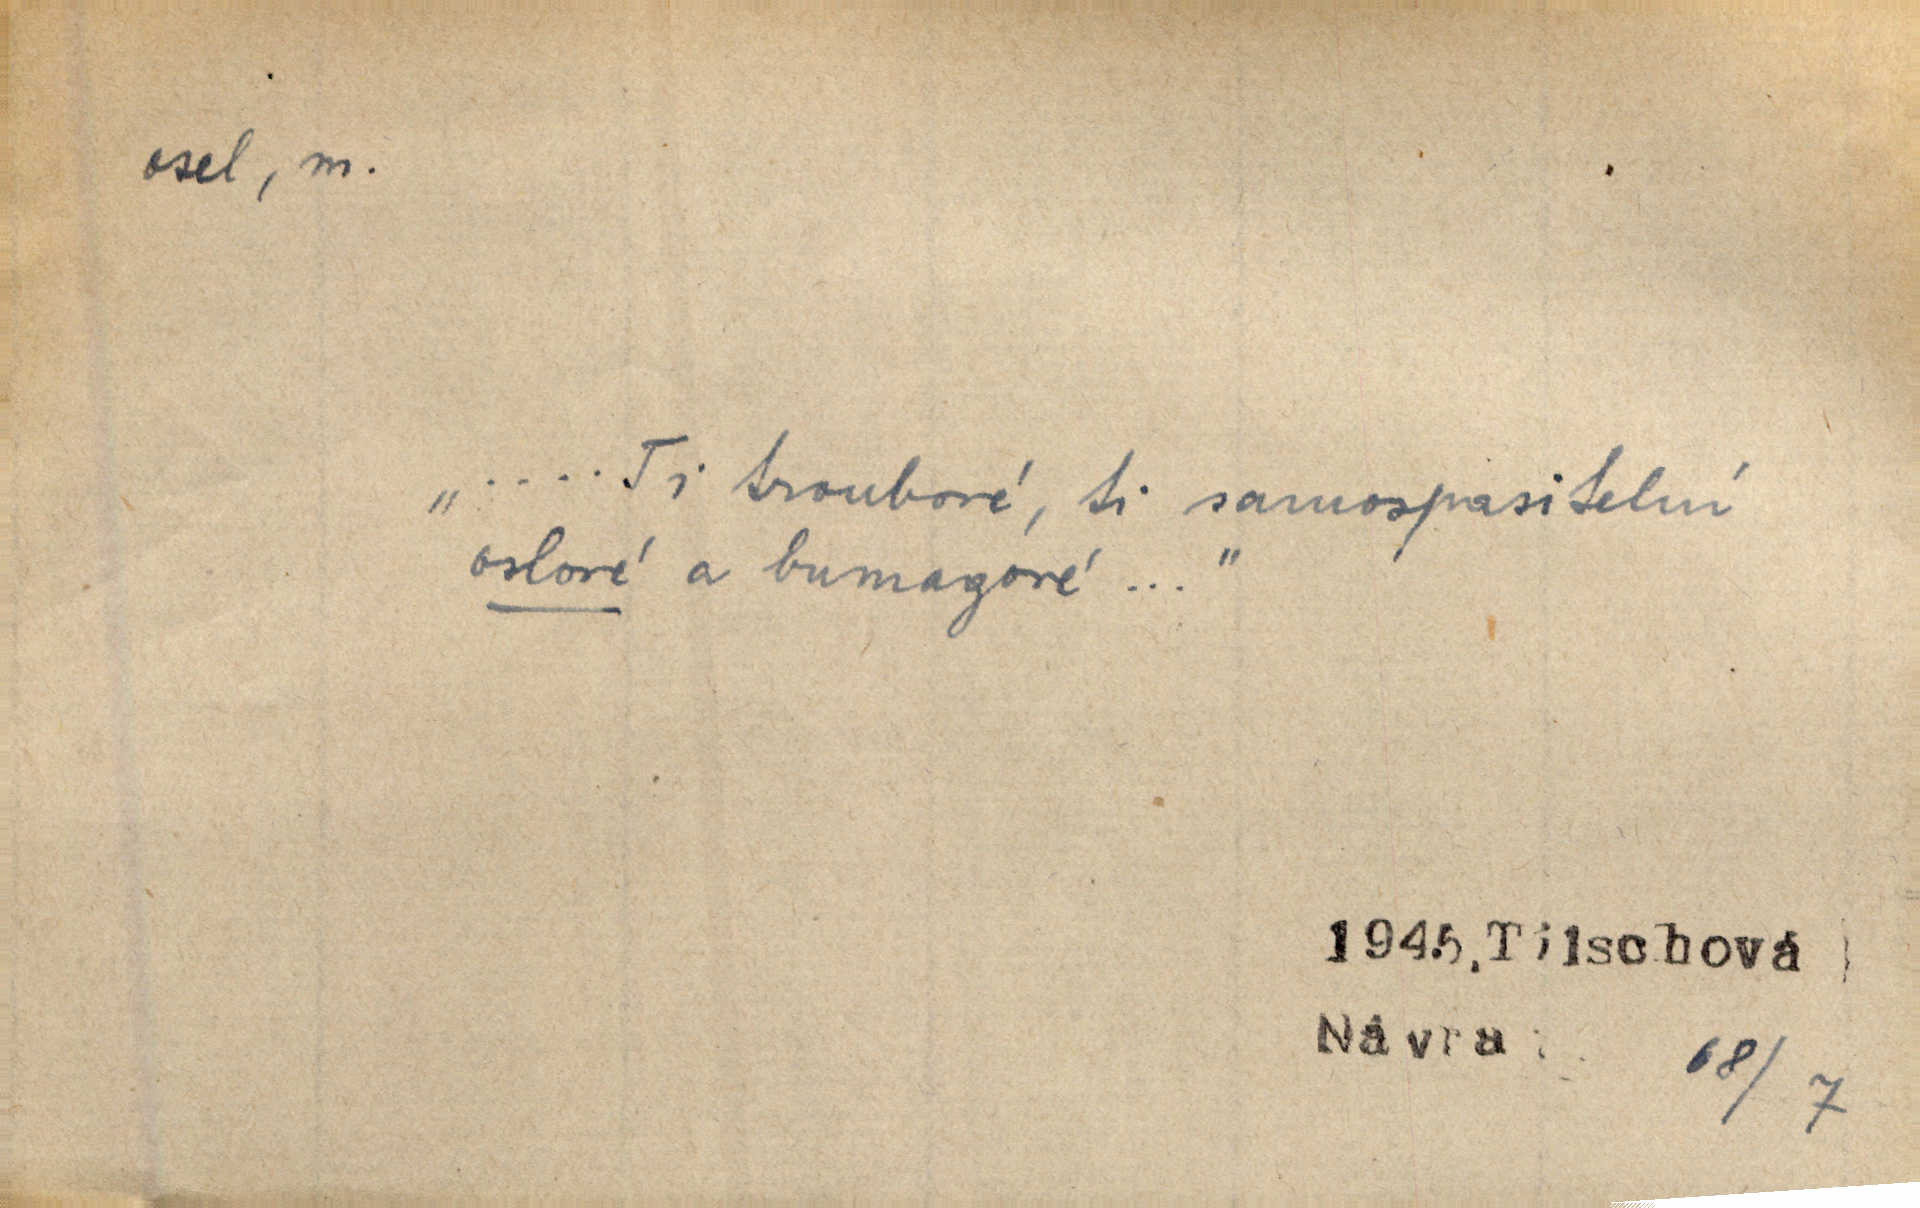 osel, m.
„....Ti troubové, ti samospasitelní
oslové a bumagové ..."
1945, Tilschová
Návra
68/7